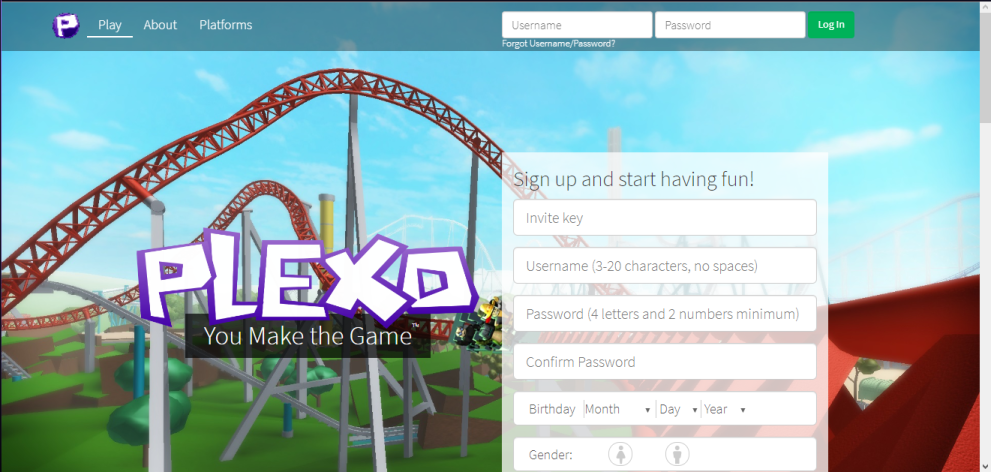 P Play About Platforms Username Password Log In
Forgot Username/Password?
Sign up and start having fun!
Invite key
Username (3-20 characters, no spaces)
Password (4 letters and 2 numbers minimum)
Confirm Password
Birthday Month Day Year
Gender:
PLEXO
You Make the Game™